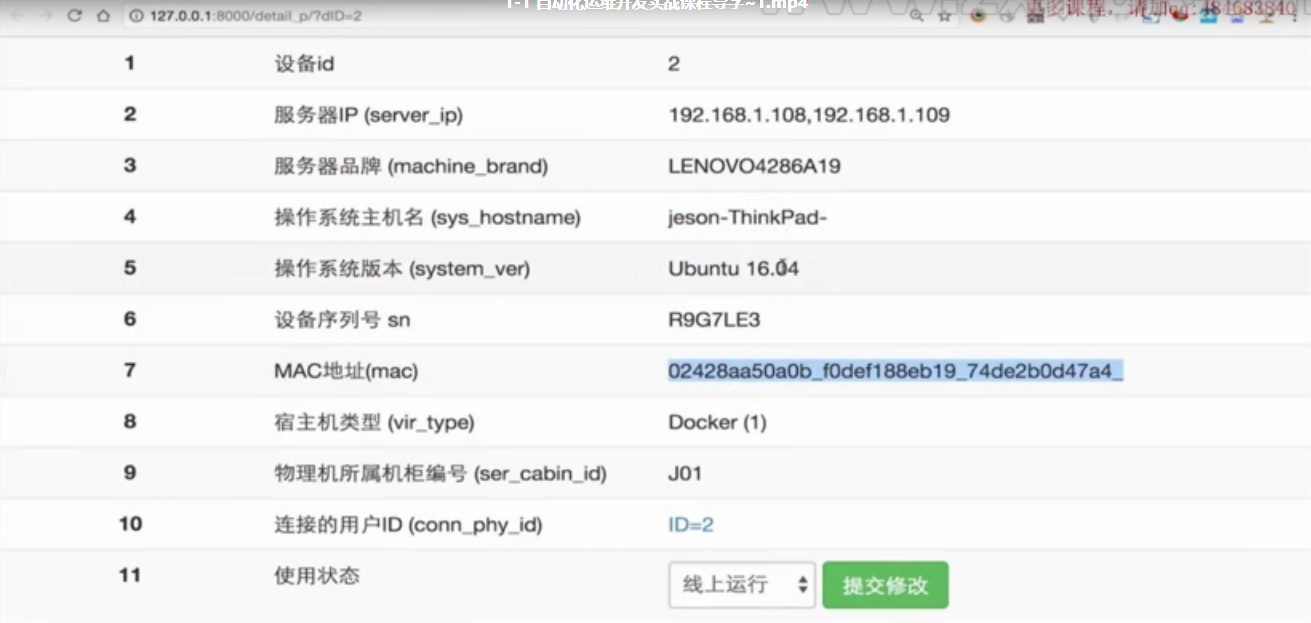 1-1 自动化运维开发实战课程导学~1.mp4
127.0.0.1:8000/detail_p/?dID=2
更多课程，请加qq:484683840
1 设备id 2
2 服务器IP (server_ip) 192.168.1.108,192.168.1.109
3 服务器品牌 (machine_brand) LENOVO4286A19
4 操作系统主机名 (sys_hostname) jeson-ThinkPad-
5 操作系统版本 (system_ver) Ubuntu 16.04
6 设备序列号 sn R9G7LE3
7 MAC地址(mac) 02428aa50a0b_f0def188eb19_74de2b0d47a4_
8 宿主机类型 (vir_type) Docker (1)
9 物理机所属机柜编号 (ser_cabin_id) J01
10 连接的用户ID (conn_phy_id) ID=2
11 使用状态 线上运行 提交修改